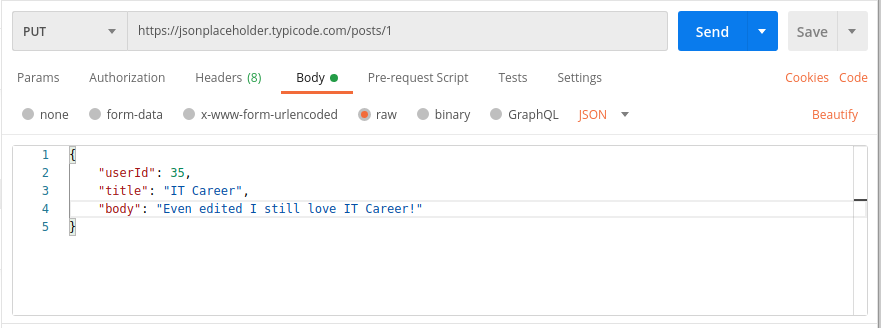 PUT https://jsonplaceholder.typicode.com/posts/1 Send Save
Params Authorization Headers (8) Body Pre-request Script Tests Settings Cookies Code
none form-data x-www-form-urlencoded raw binary GraphQL JSON Beautify
1 {
2 "userId": 35,
3 "title": "IT Career",
4 "body": "Even edited I still love IT Career!"
5 }